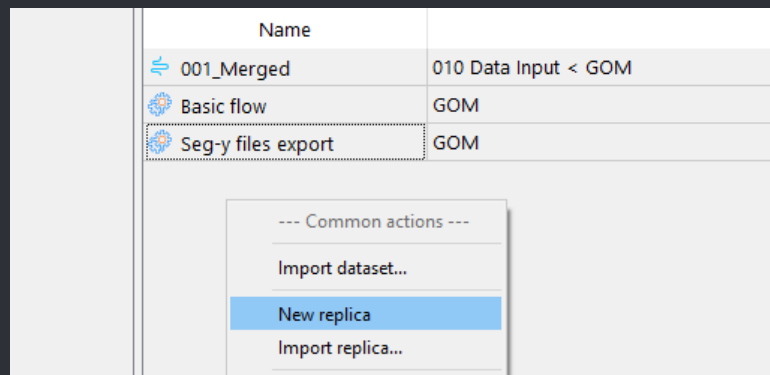 Name
001_Merged 010 Data Input < GOM
Basic flow GOM
Seg-y files export GOM
--- Common actions ---
Import dataset...
New replica
Import replica...